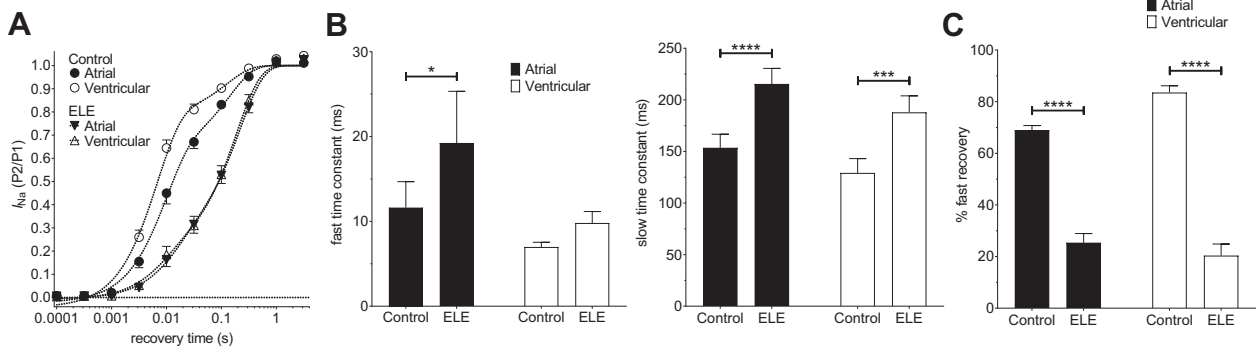 A
Control
Atrial
Ventricular
ELE
Atrial
Ventricular
I_Na (P2/P1)
1.0
0.9
0.8
0.7
0.6
0.5
0.4
0.3
0.2
0.1
0.0
0.0001 0.001 0.01 0.1 1
recovery time (s)
B
Atrial
Ventricular
*
fast time constant (ms)
30
20
10
0
Control ELE Control ELE
slow time constant (ms)
250
200
150
100
50
0
****
***
Control ELE Control ELE
C
Atrial
Ventricular
% fast recovery
100
80
60
40
20
0
****
****
Control ELE Control ELE